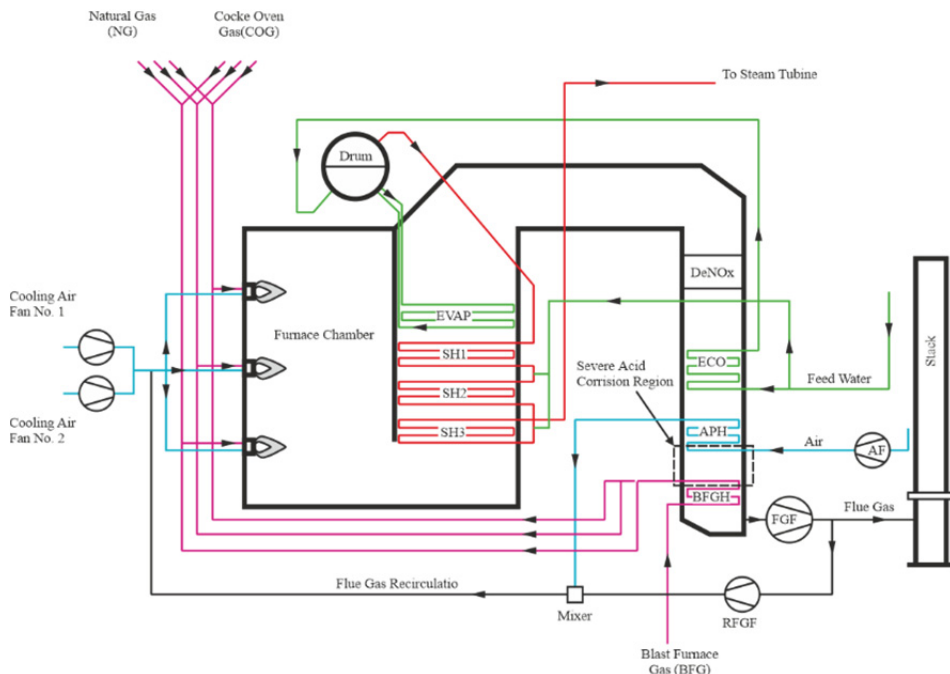 Natural Gas
(NG)
Cocke Oven
Gas(COG)
To Steam Tubine
Drum
DeNOx
Cooling Air
Fan No. 1
Furnace Chamber
EVAP
SH1
SH2
SH3
Severe Acid
Corrision Region
ECO
Feed Water
Stack
Cooling Air
Fan No. 2
APH
Air
AF
BFGH
FGF
Flue Gas
Flue Gas Recirculatio
Mixer
RFGF
Blast Furnace
Gas (BFG)